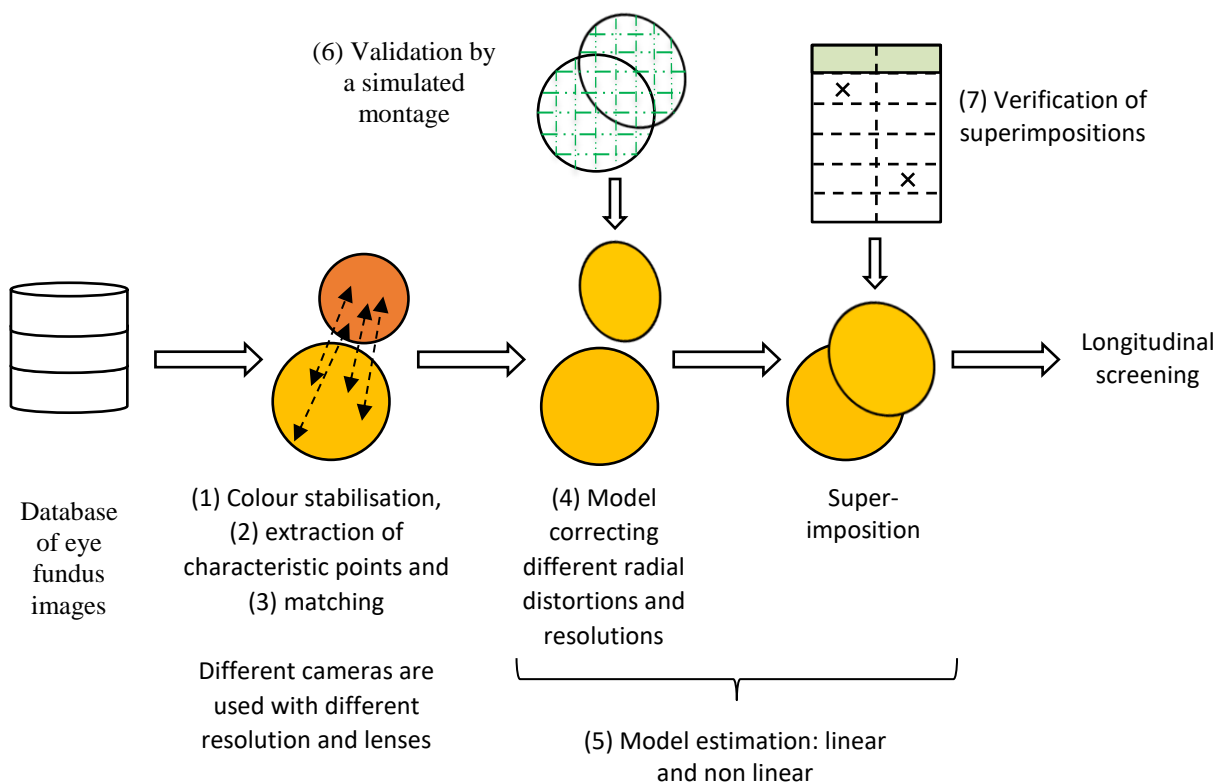 (6) Validation by
a simulated
montage
(7) Verification of
superimpositions
Longitudinal
screening
Database
of eye
fundus
images
(1) Colour stabilisation,
(2) extraction of
characteristic points and
(3) matching
Different cameras are
used with different
resolution and lenses
(4) Model
correcting
different radial
distortions and
resolutions
Super-
imposition
(5) Model estimation: linear
and non linear